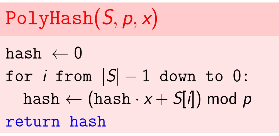 PolyHash(S, p, x)
hash ← 0
for i from |S| − 1 down to 0:
hash ← (hash · x + S[i]) mod p
return hash